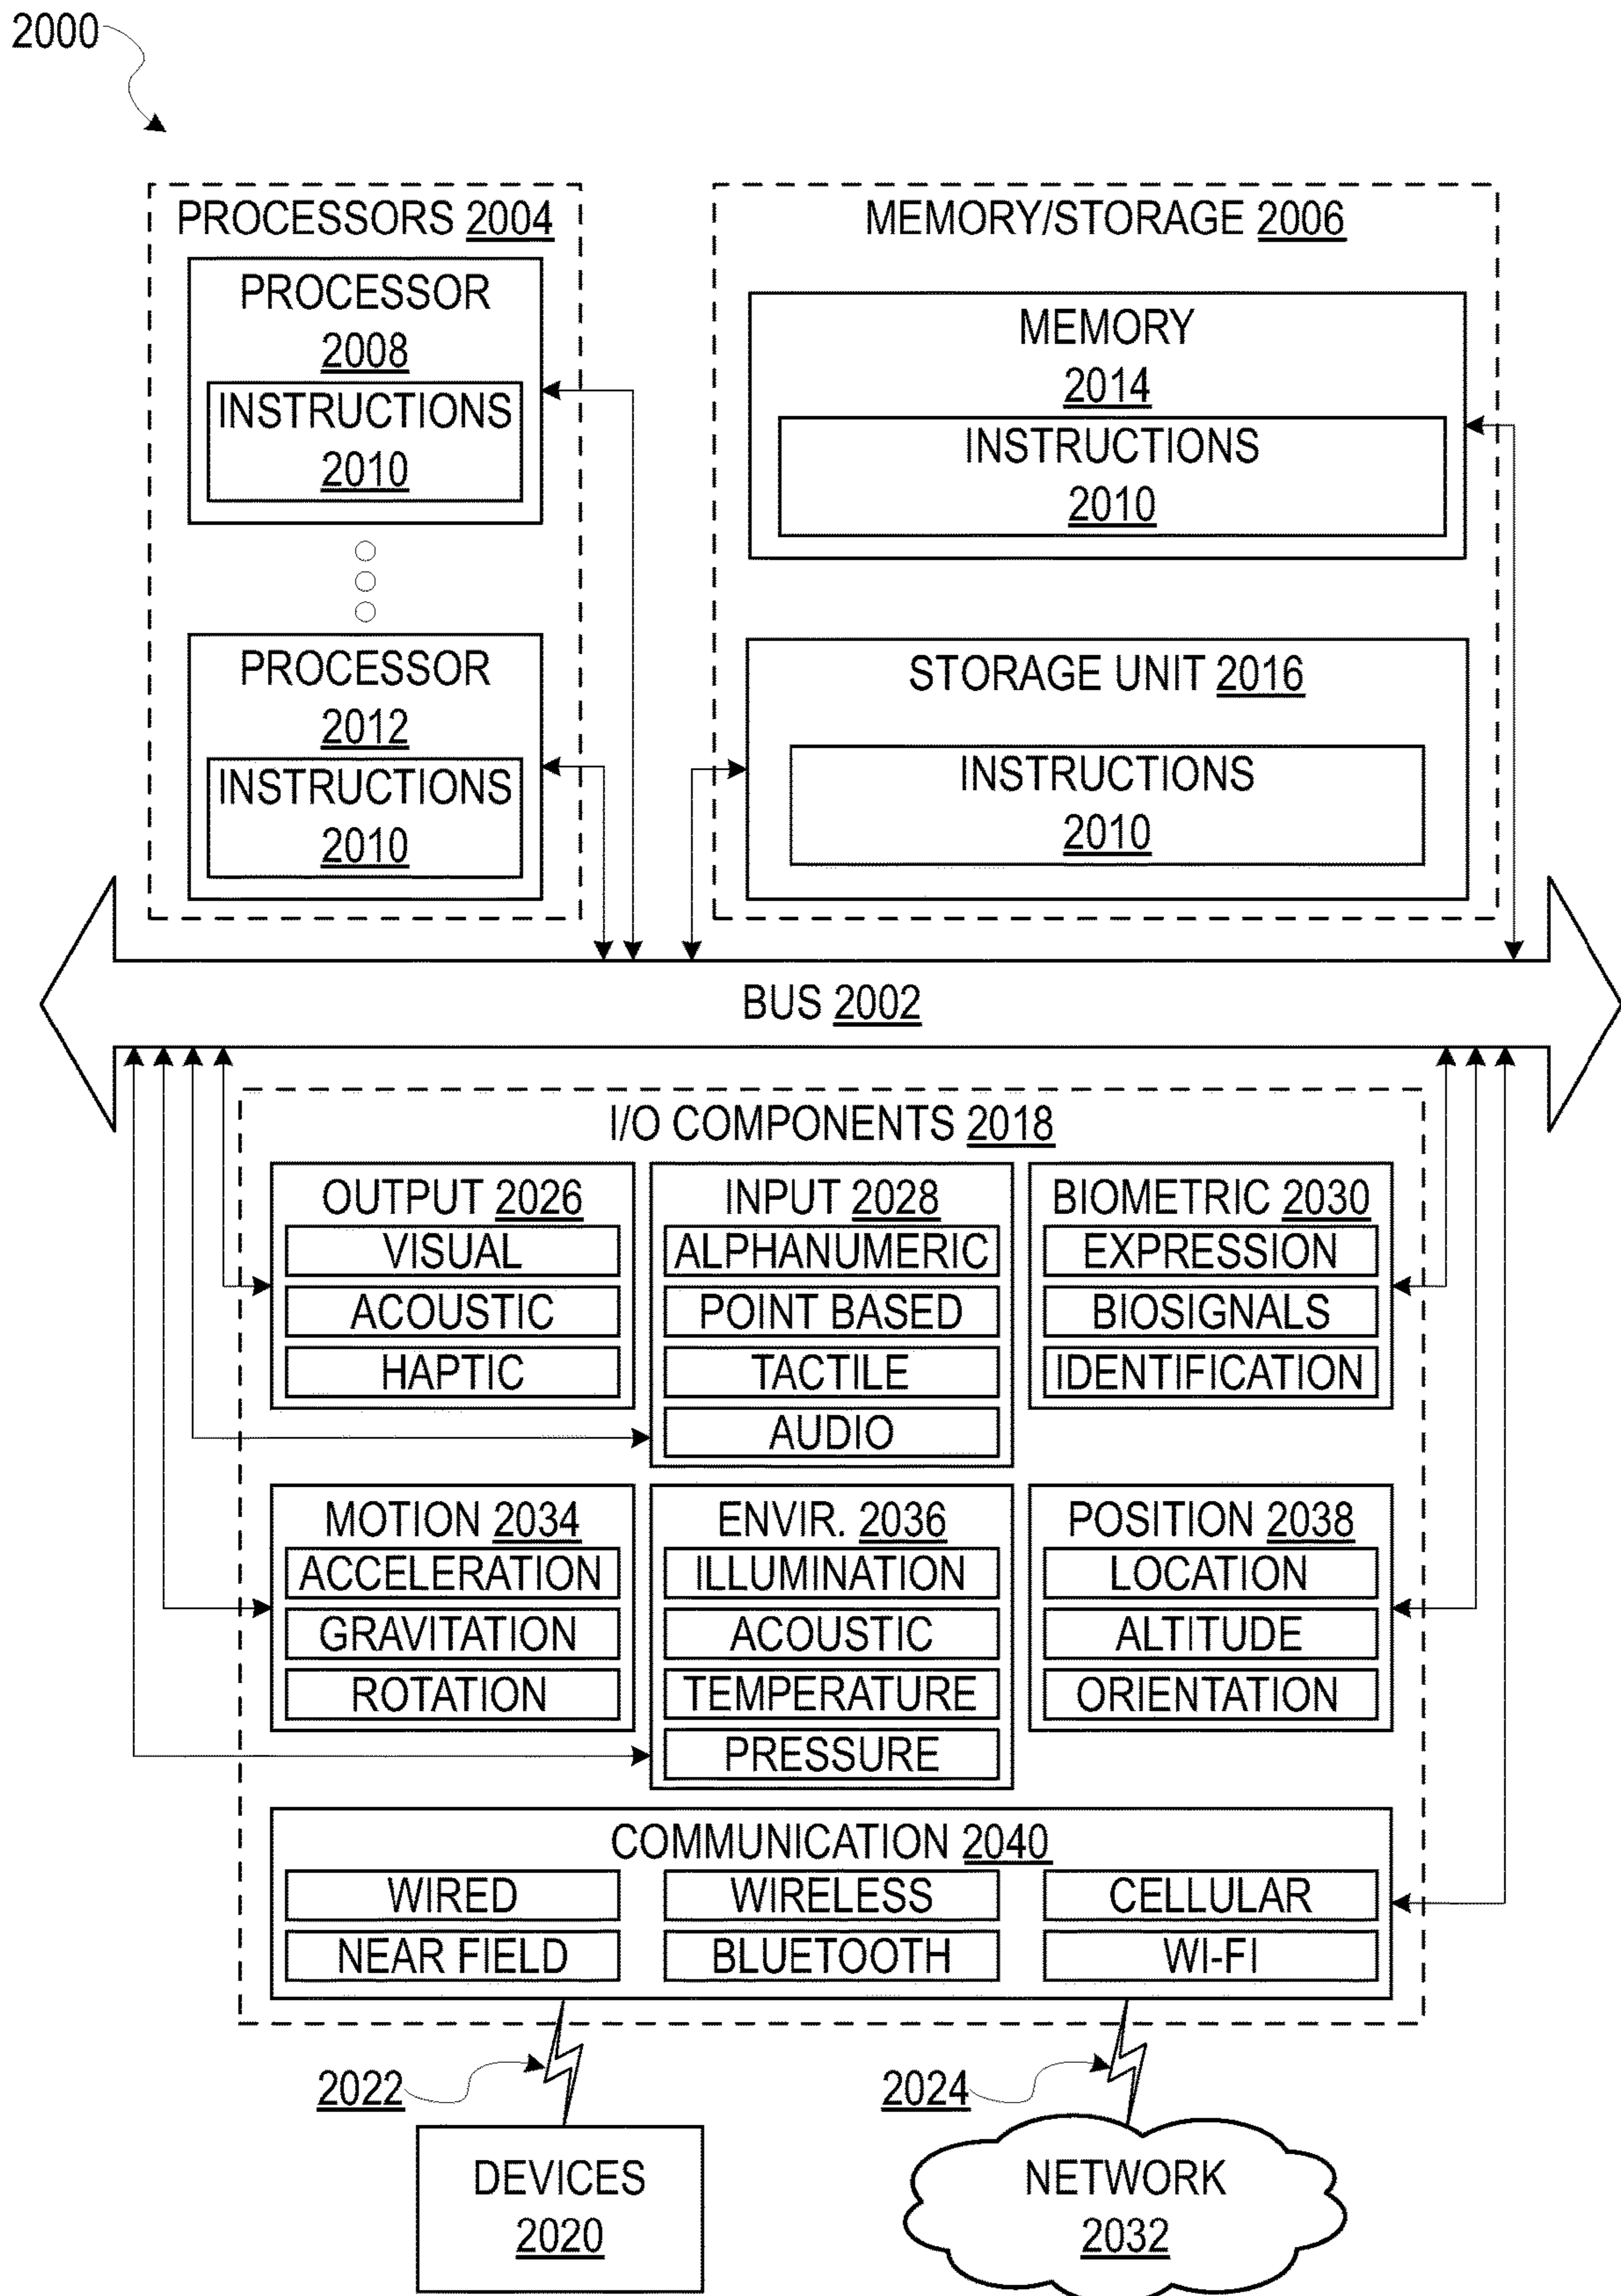 2000
PROCESSORS 2004
PROCESSOR
2008
INSTRUCTIONS
2010
PROCESSOR
2012
INSTRUCTIONS
2010
MEMORY/STORAGE 2006
MEMORY
2014
INSTRUCTIONS
2010
STORAGE UNIT 2016
INSTRUCTIONS
2010
BUS 2002
I/O COMPONENTS 2018
OUTPUT 2026
VISUAL
ACOUSTIC
HAPTIC
INPUT 2028
ALPHANUMERIC
POINT BASED
TACTILE
AUDIO
BIOMETRIC 2030
EXPRESSION
BIOSIGNALS
IDENTIFICATION
MOTION 2034
ACCELERATION
GRAVITATION
ROTATION
ENVIR. 2036
ILLUMINATION
ACOUSTIC
TEMPERATURE
PRESSURE
POSITION 2038
LOCATION
ALTITUDE
ORIENTATION
COMMUNICATION 2040
WIRED
WIRELESS
CELLULAR
NEAR FIELD
BLUETOOTH
WI-FI
2022
2024
DEVICES
2020
NETWORK
2032